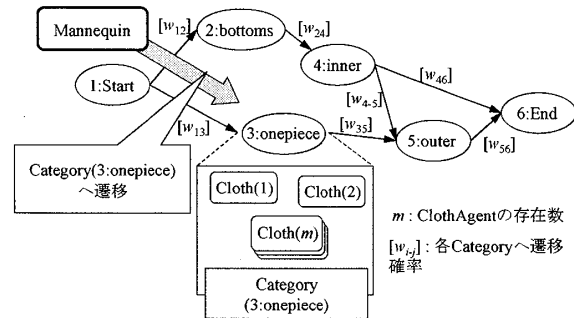 Mannequin
[w12]
2:bottoms
[w24]
4:inner
[w46]
1:Start
[w4-5]
6:End
[w13]
3:onepiece
[w35]
5:outer
[w56]
Category(3:onepiece)
へ遷移
Cloth(1)
Cloth(2)
Cloth(m)
Category
(3:onepiece)
m : ClothAgentの存在数
[wi-j] : 各Categoryへ遷移
確率